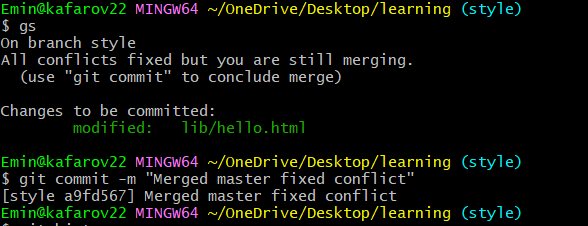 Emin@kafarov22 MINGW64 ~/OneDrive/Desktop/learning (style)
$ gs
On branch style
All conflicts fixed but you are still merging.
  (use "git commit" to conclude merge)

Changes to be committed:
        modified:   lib/hello.html

Emin@kafarov22 MINGW64 ~/OneDrive/Desktop/learning (style)
$ git commit -m "Merged master fixed conflict"
[style a9fd567] Merged master fixed conflict
Emin@kafarov22 MINGW64 ~/OneDrive/Desktop/learning (style)